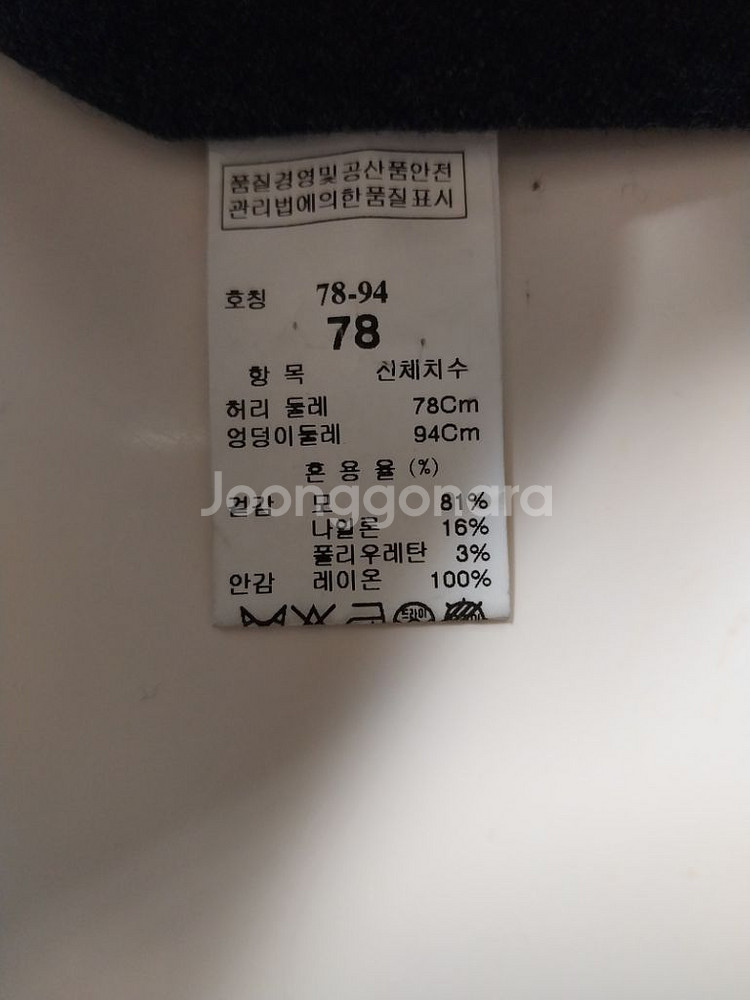 품질경영및공산품안전
관리법에의한품질표시
호칭 78-94
78
항 목 신체치수
허리 둘레 78Cm
엉덩이둘레 94Cm
혼 용 율 (%)
겉감 모 81%
Joonggonara
나일론 16%
폴리우레탄 3%
안감 레이온 100%
드라이